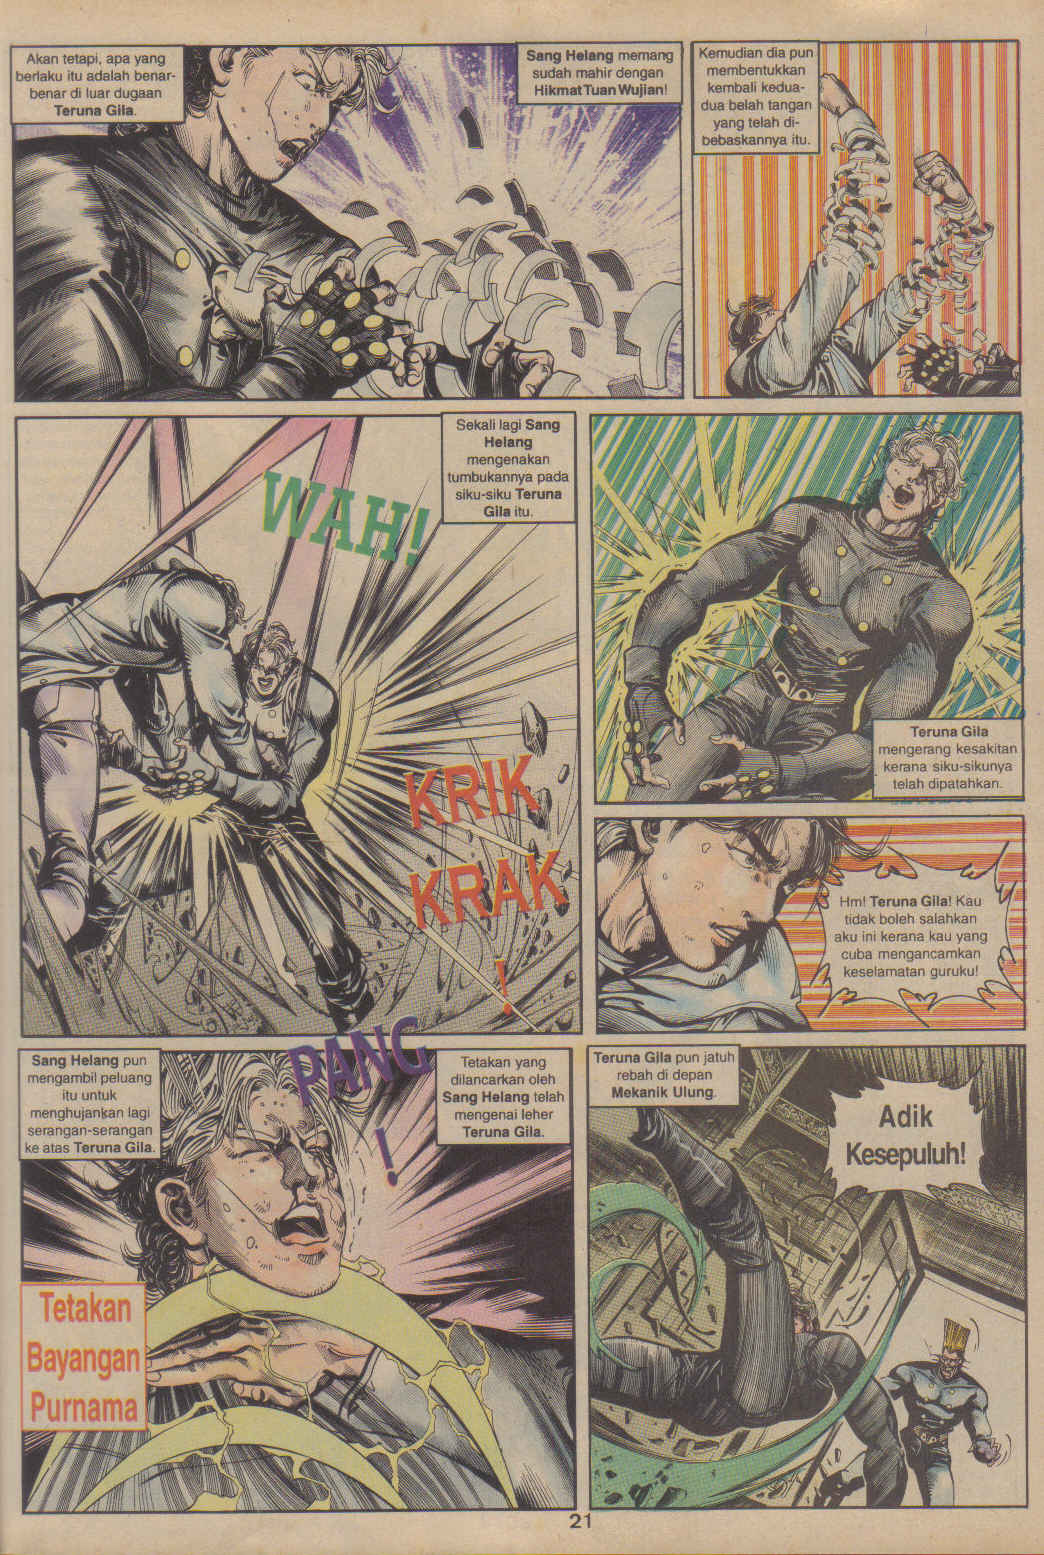 Akan tetapi, apa yang
berlaku itu adalah benar-
benar di luar dugaan
Teruna Gila.
Sang Helang memang
sudah mahir dengan
Hikmat Tuan Wujian!
Kemudian dia pun
membentukkan
kembali kedua-
dua belah tangan
yang telah di-
bebaskannya itu.
Sekali lagi Sang
Helang
mengenakan
tumbukannya pada
siku-siku Teruna
Gila itu.
WAH!
KRIK
KRAK
!
Teruna Gila
mengerang kesakitan
kerana siku-sikunya
telah dipatahkan.
Hm! Teruna Gila! Kau
tidak boleh salahkan
aku ini kerana kau yang
cuba mengancamkan
keselamatan guruku!
Sang Helang pun
mengambil peluang
itu untuk
menghujankan lagi
serangan-serangan
ke atas Teruna Gila.
PANG
!
Tetakan yang
dilancarkan oleh
Sang Helang telah
mengenai leher
Teruna Gila.
Tetakan
Bayangan
Purnama
Teruna Gila pun jatuh
rebah di depan
Mekanik Ulung.
Adik
Kesepuluh!
21